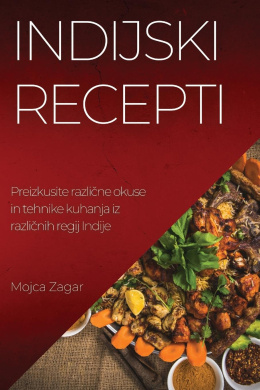 INDIJSKI
RECEPTI
Preizkusite različne okuse
in tehnike kuhanja iz
različnih regij Indije
Mojca Zagar